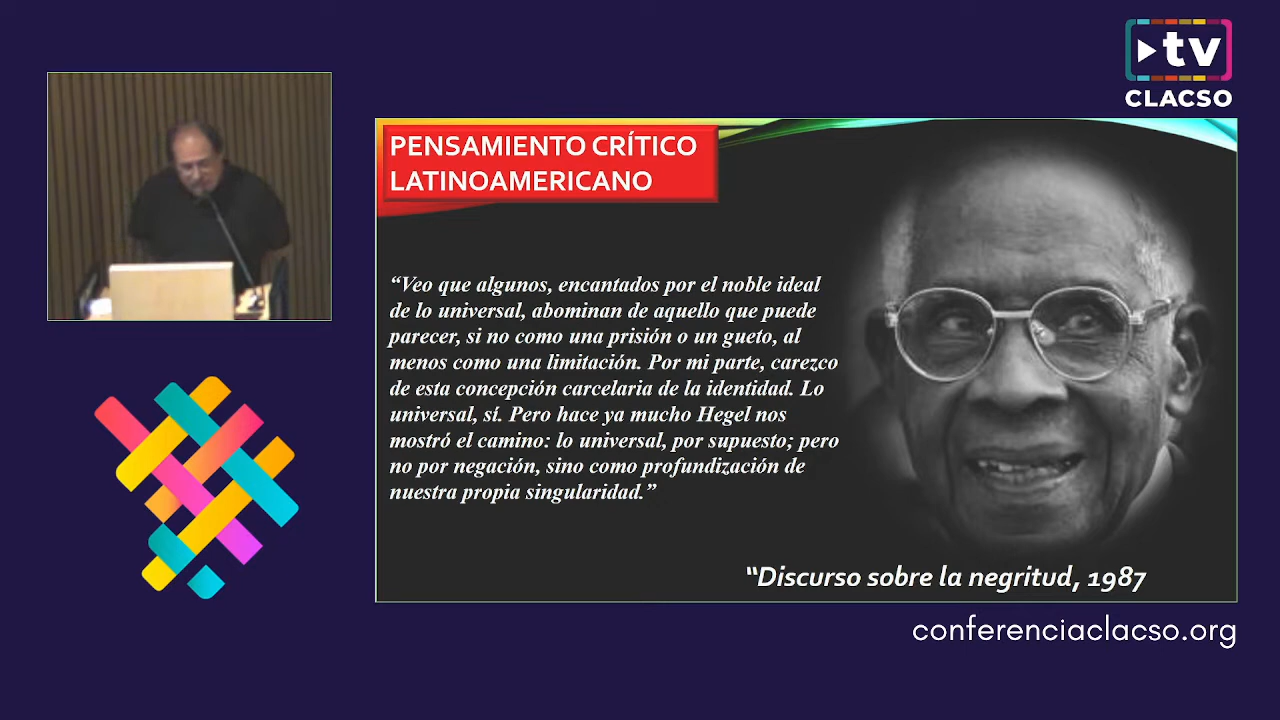 tv
CLACSO
PENSAMIENTO CRÍTICO
LATINOAMERICANO
“Veo que algunos, encantados por el noble ideal
de lo universal, abominan de aquello que puede
parecer, si no como una prisión o un gueto, al
menos como una limitación. Por mi parte, carezco
de esta concepción carcelaria de la identidad. Lo
universal, sí. Pero hace ya mucho Hegel nos
mostró el camino: lo universal, por supuesto; pero
no por negación, sino como profundización de
nuestra propia singularidad.”
“Discurso sobre la negritud, 1987
conferenciaclacso.org